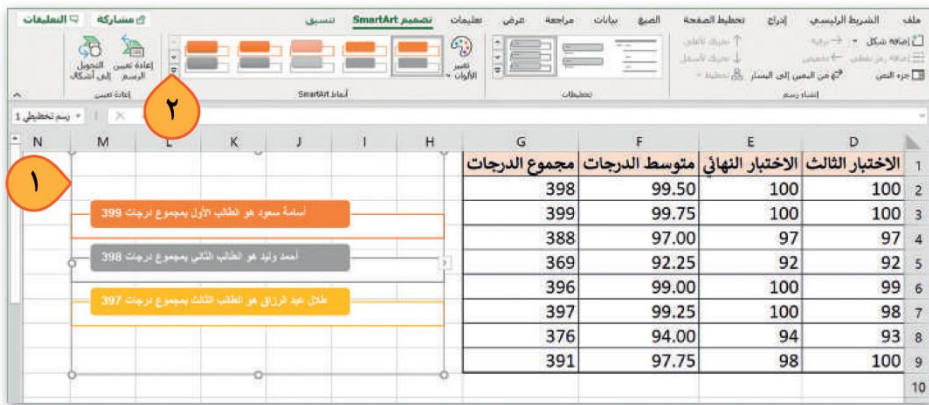 ملف الشريط الرئيسي إدراج تخطيط الصفحة الصيغ بيانات مراجعة عرض تعليمات تصميم SmartArt تنسيق مشاركة التعليقات
إضافة شكل ترقية تحريك لأعلى
تحريك لأسفل
جزء النص من اليمين إلى اليسار تخطيط
إنشاء رسم
تخطيطات
تغيير الألوان
أنماط SmartArt
إعادة تعيين الرسم
التحويل إلى أشكال
إعادة تعيين
٢
رسم تخطيطي 1
D E F G H I J K L M N
1 الاختبار الثالث الاختبار النهائي متوسط الدرجات مجموع الدرجات
2 100 100 99.50 398
3 100 100 99.75 399
4 97 97 97.00 388
5 92 92 92.25 369
6 99 100 99.00 396
7 98 100 99.25 397
8 93 94 94.00 376
9 100 98 97.75 391
10
١
أسامة سعود هو الطالب الأول بمجموع درجات 399
أحمد وليد هو الطالب الثاني بمجموع درجات 398
طلال عبد الرزاق هو الطالب الثالث بمجموع درجات 397